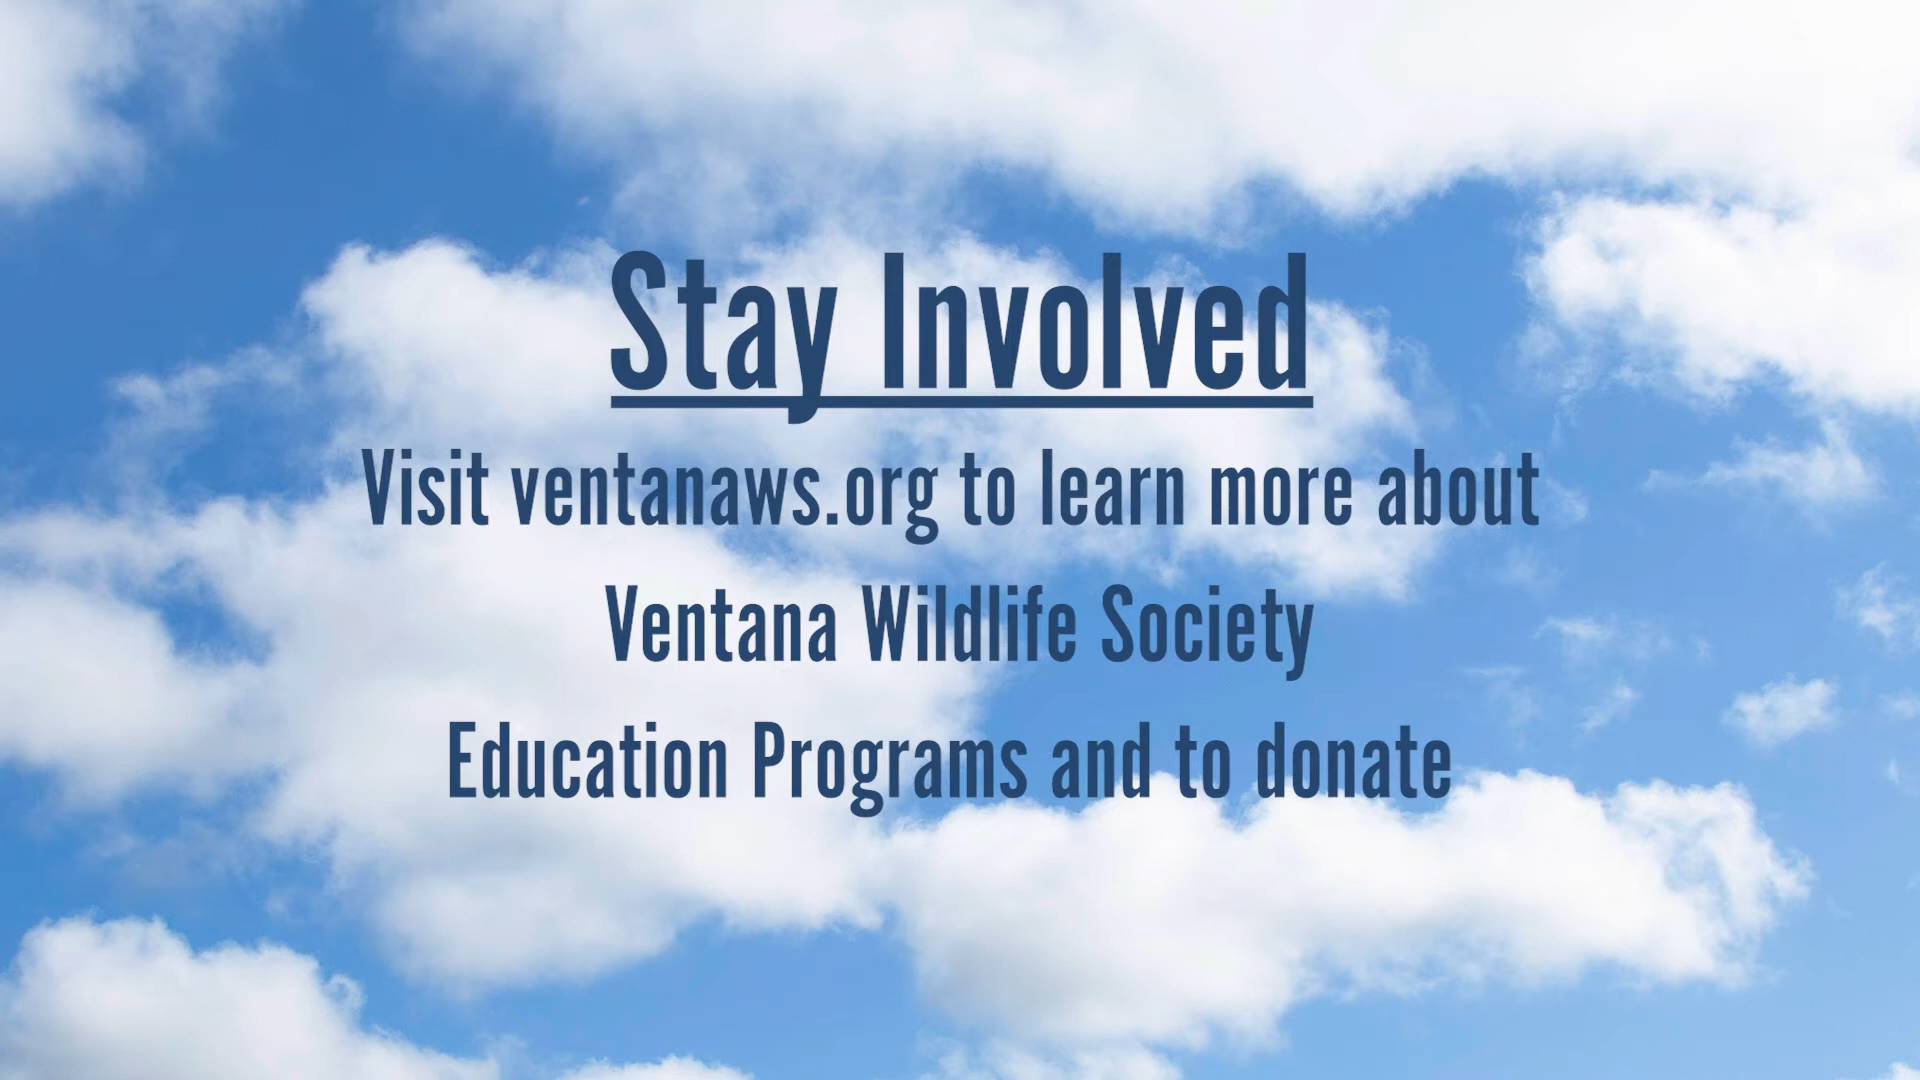 Stay Involved
Visit ventanaws.org to learn more about
Ventana Wildlife Society
Education Programs and to donate